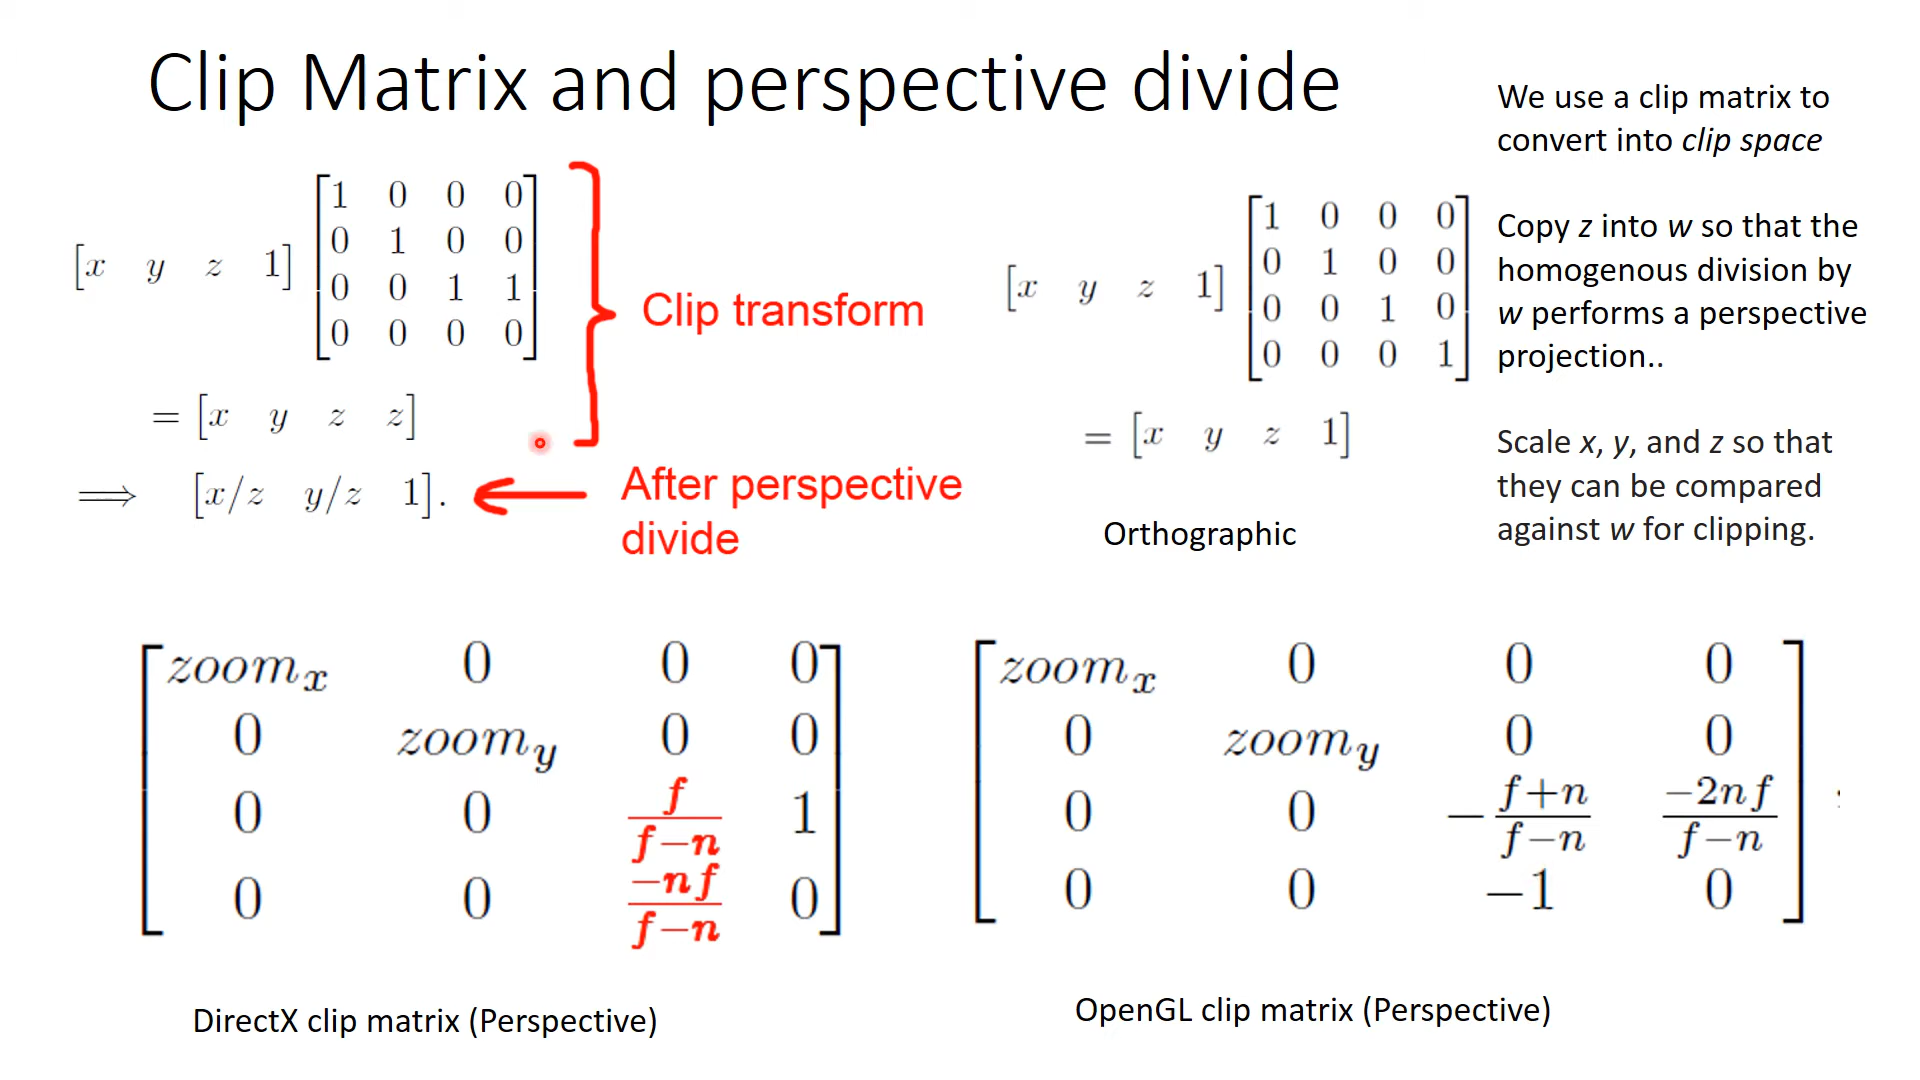 Clip Matrix and perspective divide
We use a clip matrix to
convert into clip space
Copy z into w so that the
homogenous division by
w performs a perspective
projection..
Scale x, y, and z so that
they can be compared
against w for clipping.
[x y z 1] [1 0 0 0
0 1 0 0
0 0 1 1
0 0 0 0]
= [x y z z]
⟹ [x/z y/z 1].
Clip transform
After perspective
divide
[x y z 1] [1 0 0 0
0 1 0 0
0 0 1 0
0 0 0 1]
= [x y z 1]
Orthographic
[zoom_x 0 0 0
0 zoom_y 0 0
0 0 f/(f−n) 1
0 0 −nf/(f−n) 0]
DirectX clip matrix (Perspective)
[zoom_x 0 0 0
0 zoom_y 0 0
0 0 −(f+n)/(f−n) −2nf/(f−n)
0 0 −1 0]
OpenGL clip matrix (Perspective)